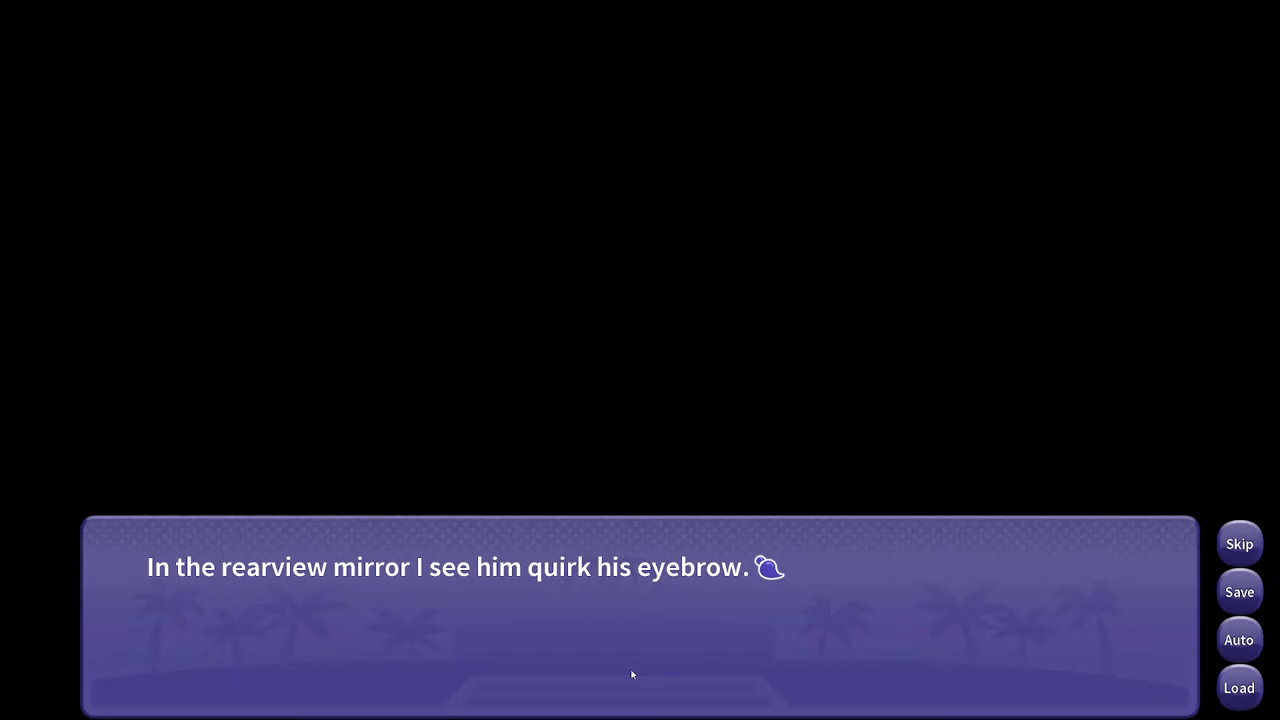 In the rearview mirror I see him quirk his eyebrow.
Skip
Save
Auto
Load